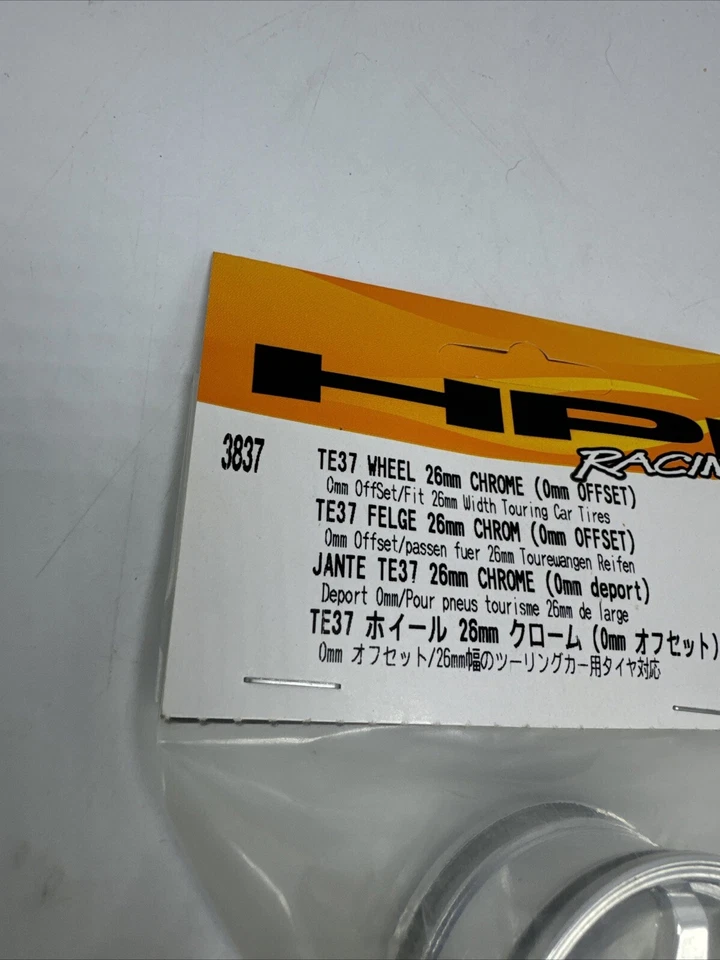 HPI
RACIN
3837
TE37 WHEEL 26mm CHROME (0mm OFFSET)
0mm OffSet/Fit 26mm Width Touring Car Tires
TE37 FELGE 26mm CHROM (0mm OFFSET)
0mm Offset/passen fuer 26mm Tourewangen Reifen
JANTE TE37 26mm CHROME (0mm deport)
Deport 0mm/Pour pneus tourisme 26mm de large
TE37 ホイール 26mm クローム (0mm オフセット)
0mm オフセット/26mm幅のツーリングカー用タイヤ対応